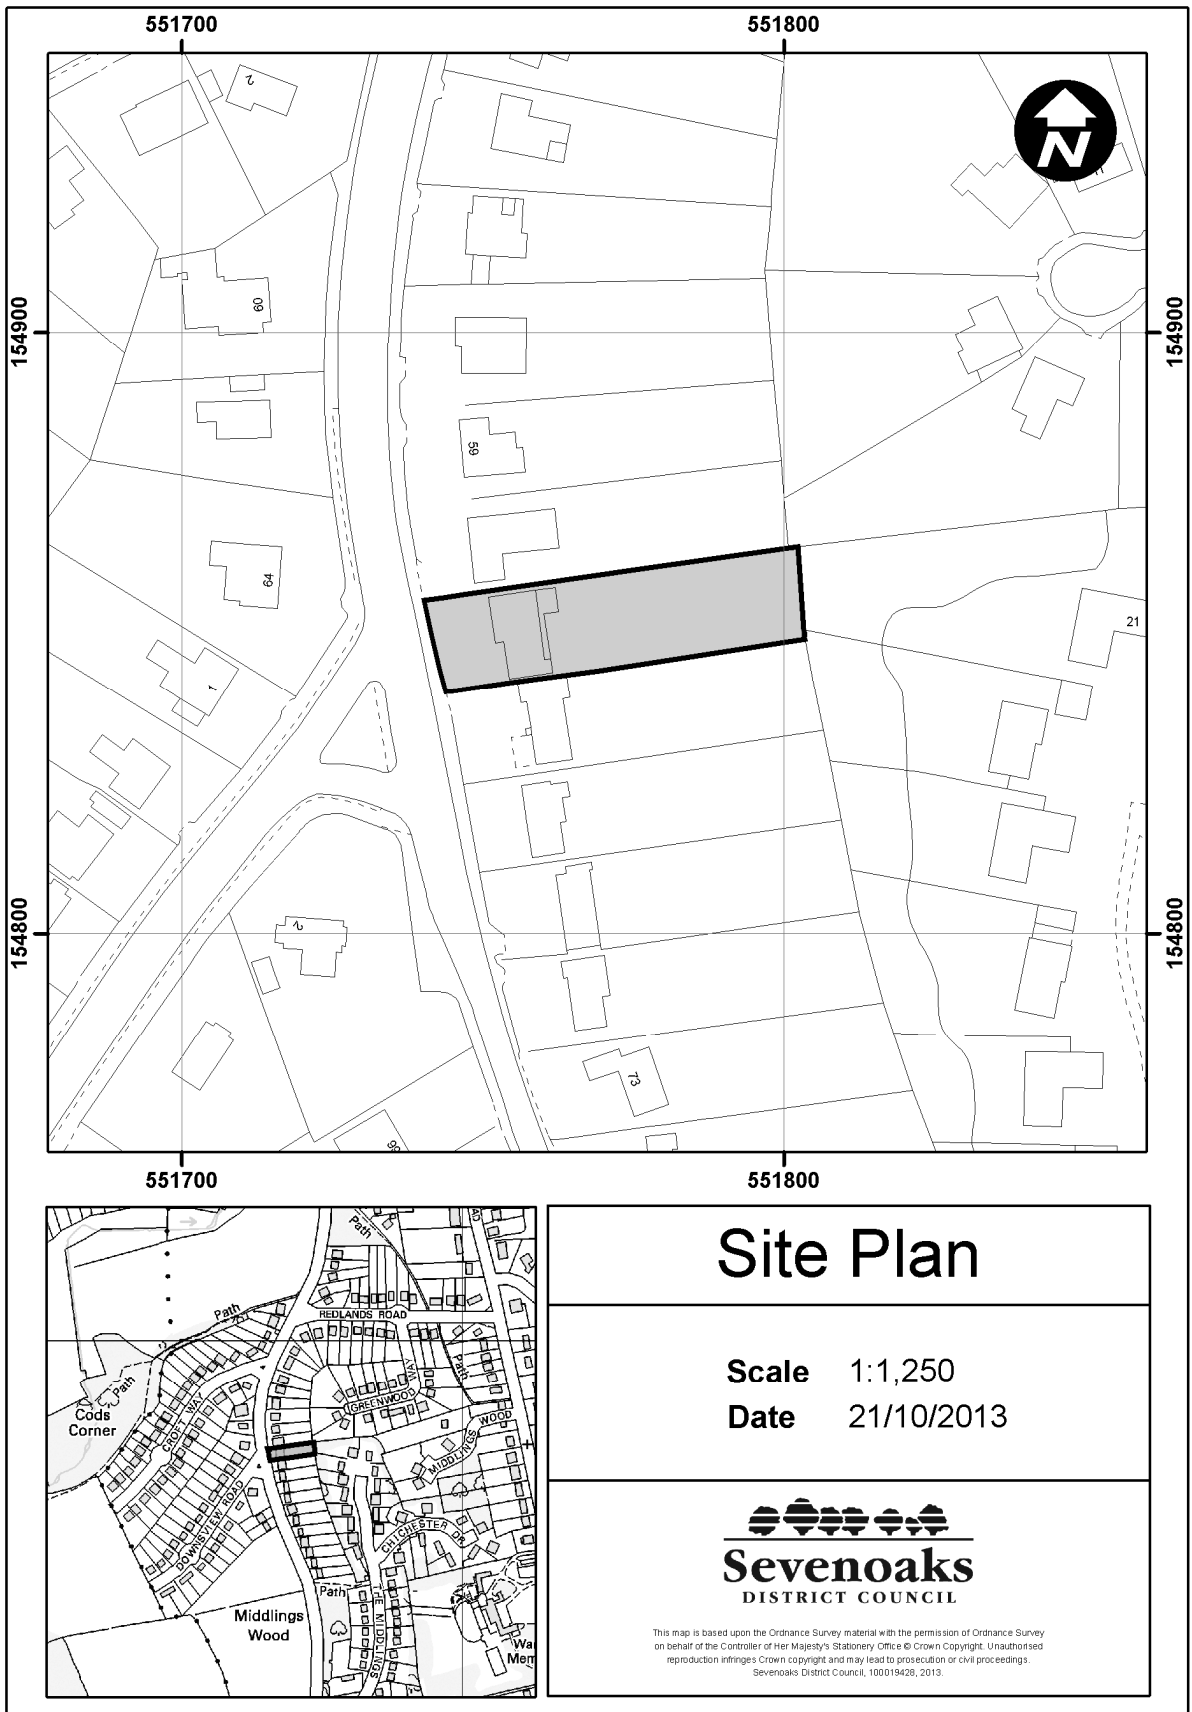 551700
551800
N
2
60
154900
154900
59
64
21
1
154800
154800
2
73
99
551700
551800
Path
Path
REDLANDS ROAD
Path
WAY
Path
GREENWOOD
Cods
Corner
CROFT WAY
WOOD
MIDDLINGS
DOWNSVIEW ROAD
CHICHESTER DR
Path
THE MIDDLINGS
Middlings
Wood
War
Mem
Site Plan
Scale 1:1,250
Date 21/10/2013
Sevenoaks
DISTRICT COUNCIL
This map is based upon the Ordnance Survey material with the permission of Ordnance Survey
on behalf of the Controller of Her Majesty's Stationery Office © Crown Copyright. Unauthorised
reproduction infringes Crown copyright and may lead to prosecution or civil proceedings.
Sevenoaks District Council, 100019428, 2013.